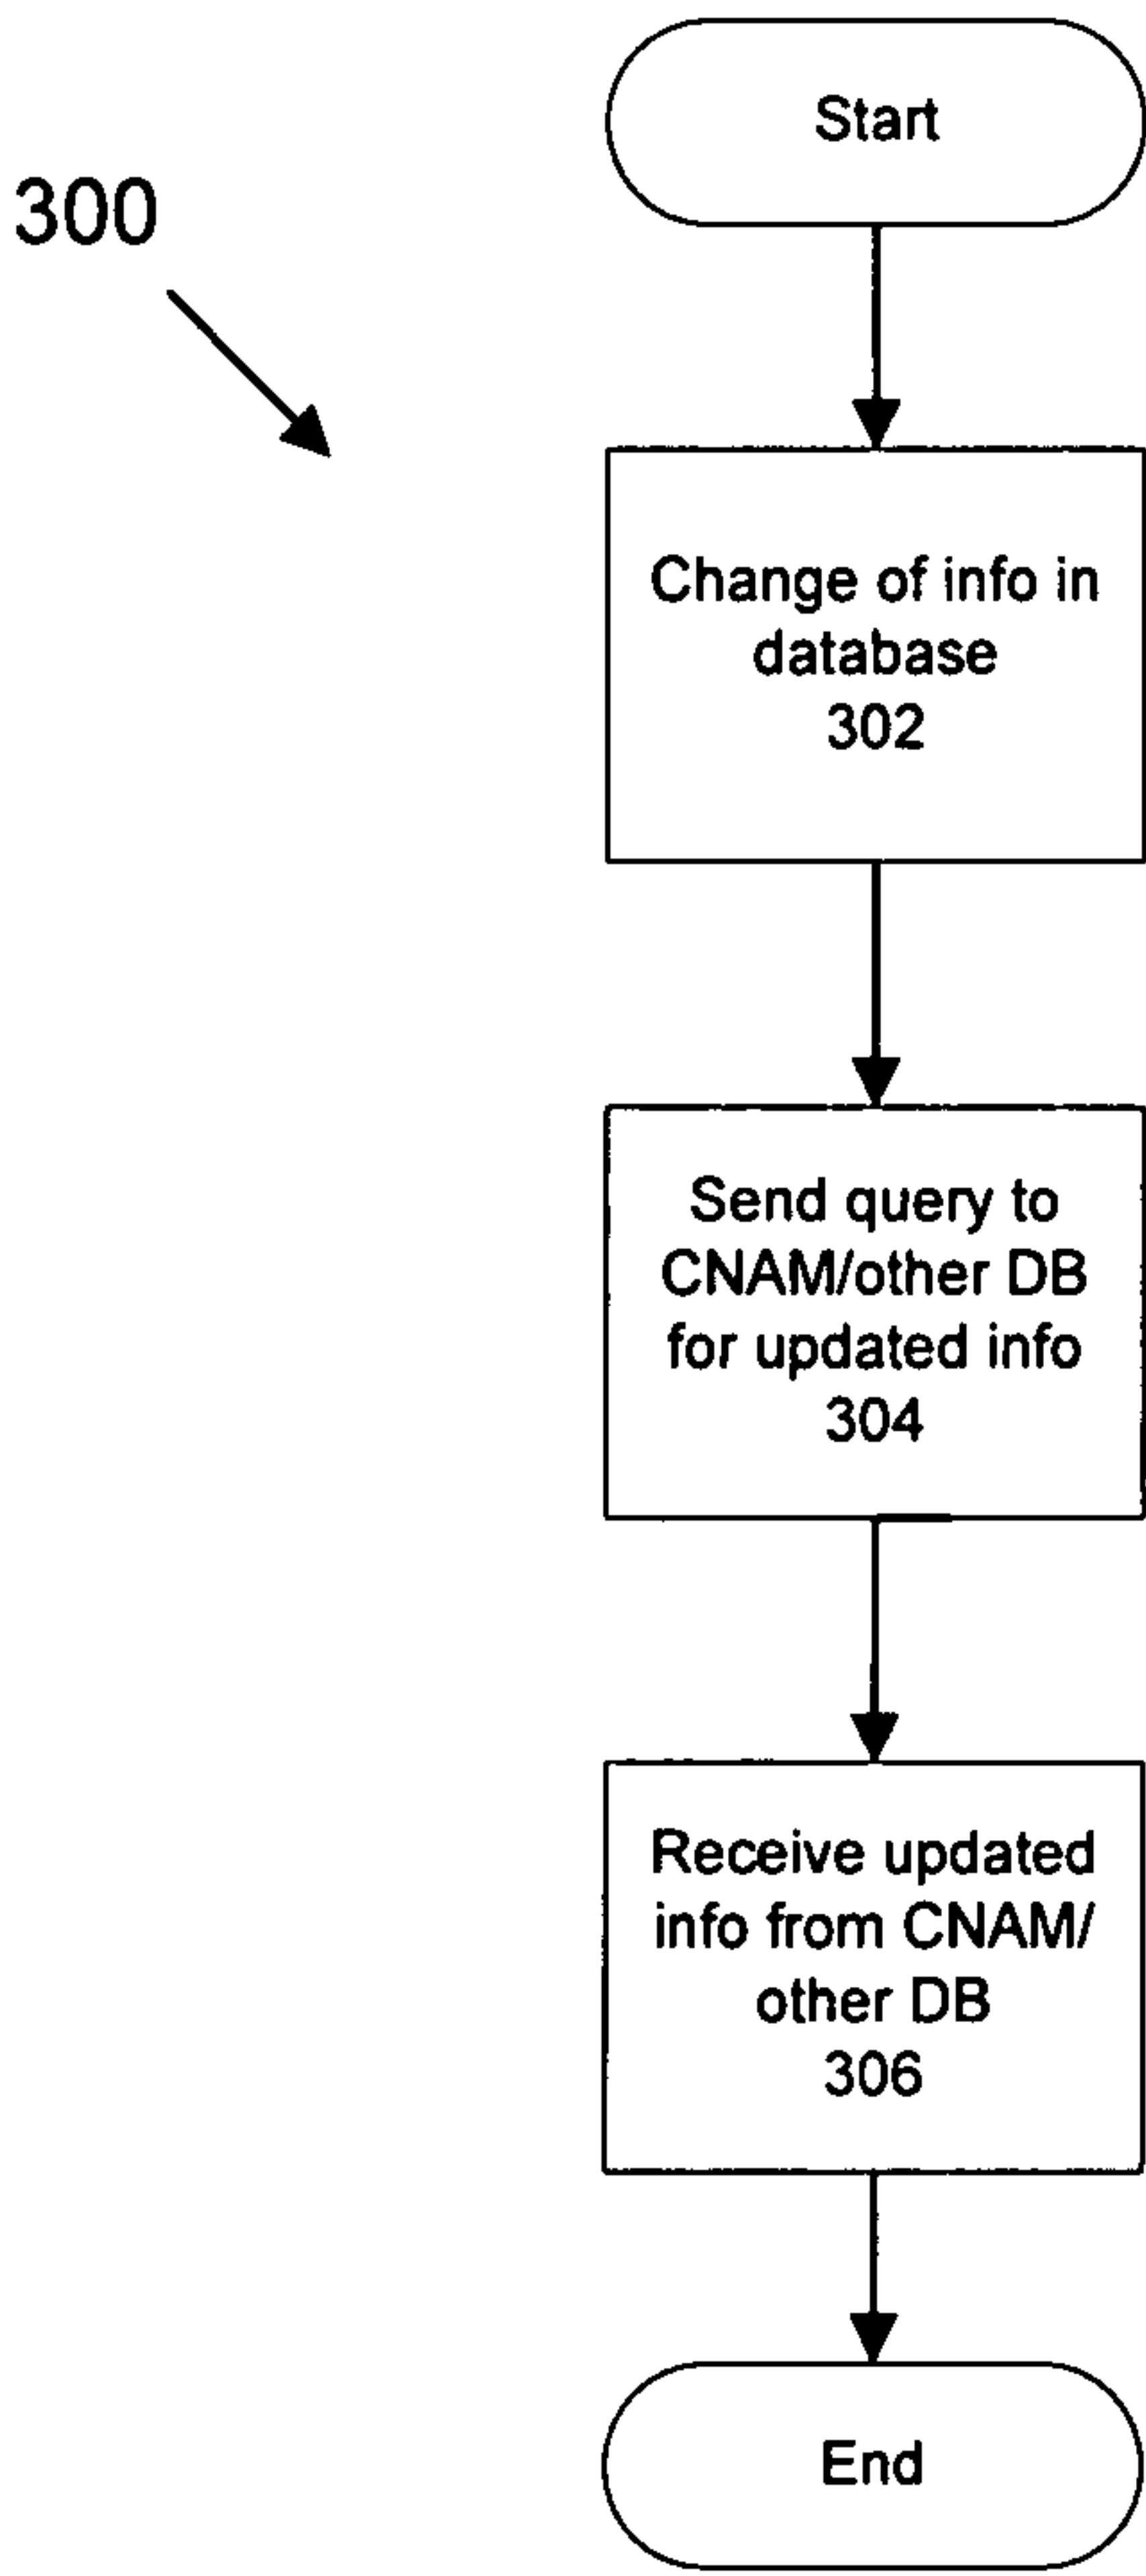 Start
300
Change of info in
database
302
Send query to
CNAM/other DB
for updated info
304
Receive updated
info from CNAM/
other DB
306
End